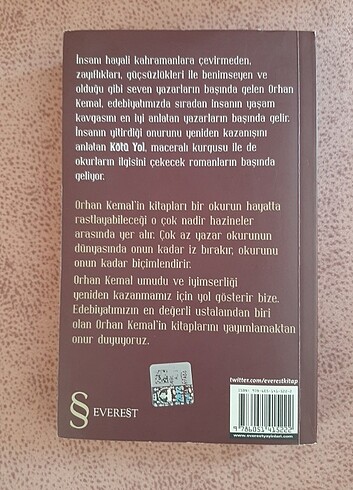 İnsanı hayali kahramanlara çevirmeden,
zayıflıkları, güçsüzlükleri ile benimseyen ve
olduğu gibi seven yazarların başında gelen Orhan
Kemal, edebiyatımızda sıradan insanın yaşam
kavgasını en iyi anlatan yazarların başında gelir.
İnsanın yitirdiği onurunu yeniden kazanışını
anlatan Kötü Yol, maceralı kurgusu ile de
okurların ilgisini çekecek romanların başında
geliyor.
Orhan Kemal'in kitapları bir okurun hayatta
rastlayabileceği o çok nadir hazineler
arasında yer alır. Çok az yazar okurunun
dünyasında onun kadar iz bırakır, okurunu
onun kadar biçimlendirir.
Orhan Kemal umudu ve iyimserliği
yeniden kazanmamız için yol gösterir bize.
Edebiyatımızın en değerli ustalarından biri
olan Orhan Kemal'in kitaplarını yayımlamaktan
onur duyuyoruz.
twitter.com/everestkitap
9 786051 415222
www.everestyayinlari.com
EVEREST